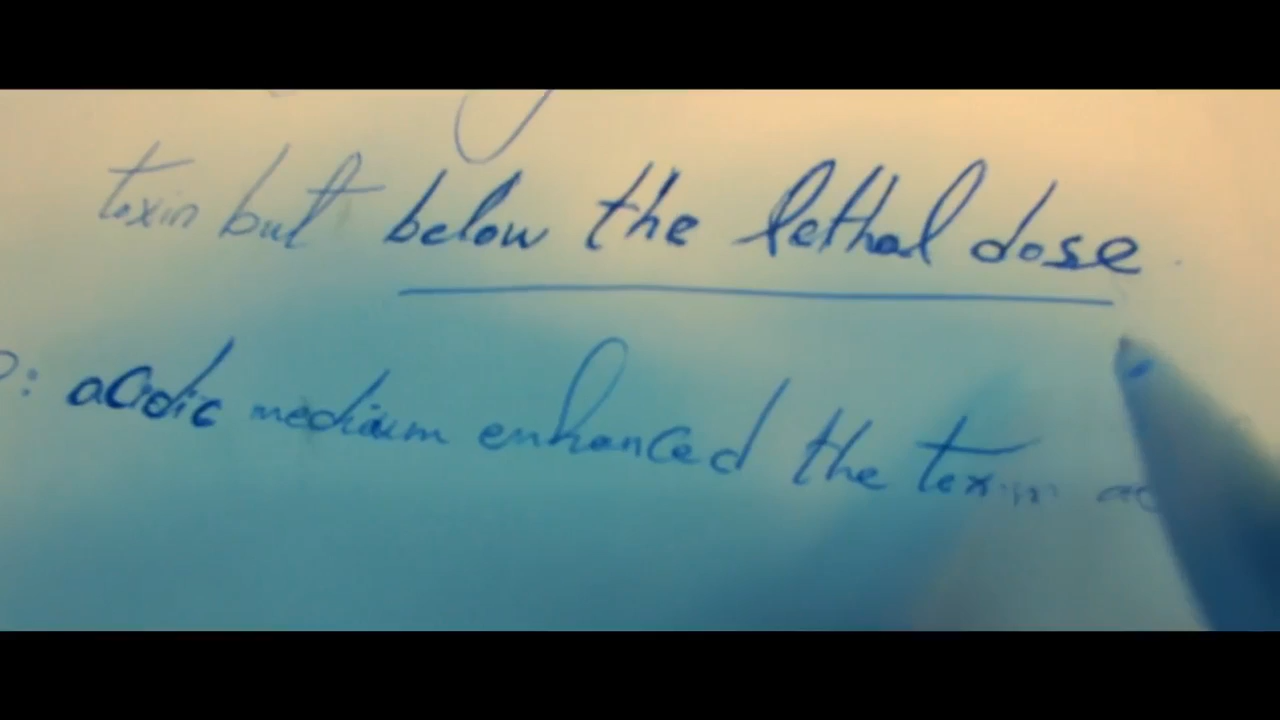 toxin but below the lethal dose
: acidic medium enhanced the toxin